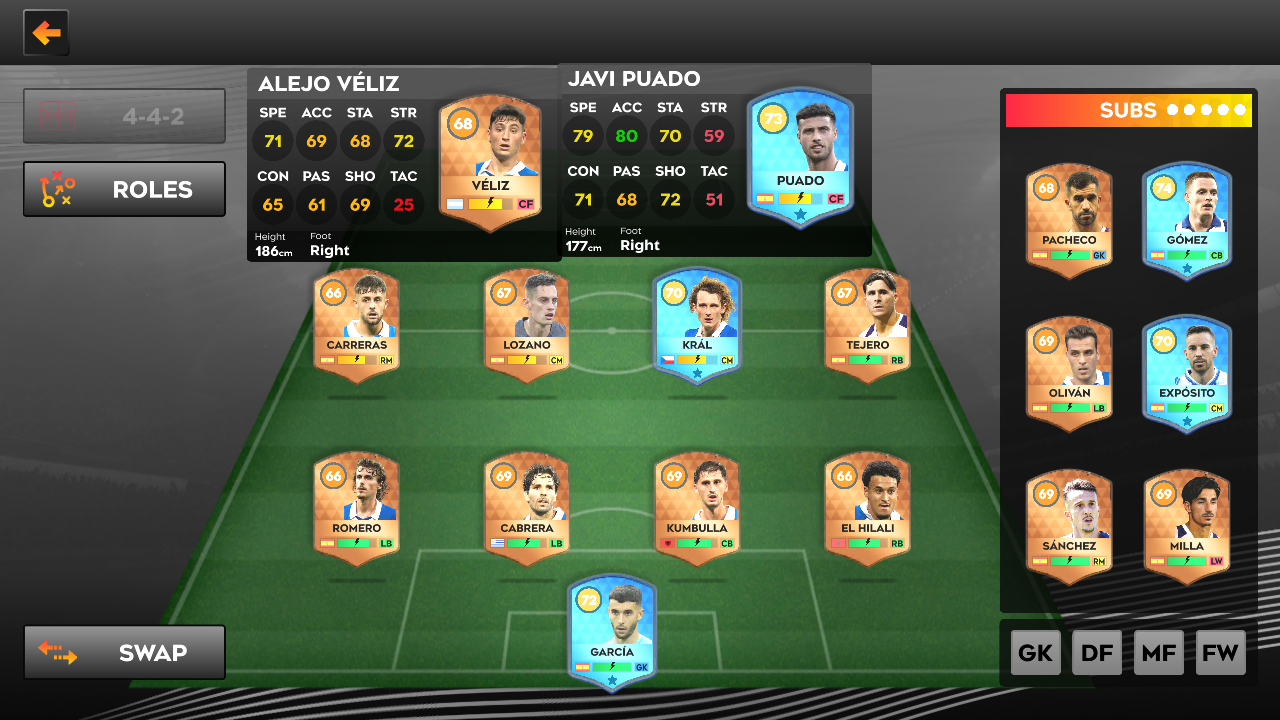 4-4-2
ROLES
ALEJO VÉLIZ
SPE ACC STA STR
71 69 68 72
CON PAS SHO TAC
65 61 69 25
Height Foot
186cm Right
68
VÉLIZ
CF
JAVI PUADO
SPE ACC STA STR
79 80 70 59
CON PAS SHO TAC
71 68 72 51
Height Foot
177cm Right
73
PUADO
CF
66 67 70 67
CARRERAS LOZANO KRÁL TEJERO
RM CM CM RB
66 69 69 66
ROMERO CABRERA KUMBULLA EL HILALI
LB LB CB RB
72
GARCÍA
GK
SWAP
SUBS
68 74
PACHECO GÓMEZ
GK CB
69 70
OLIVÁN EXPÓSITO
LB CM
69 69
SÁNCHEZ MILLA
RM LW
GK DF MF FW